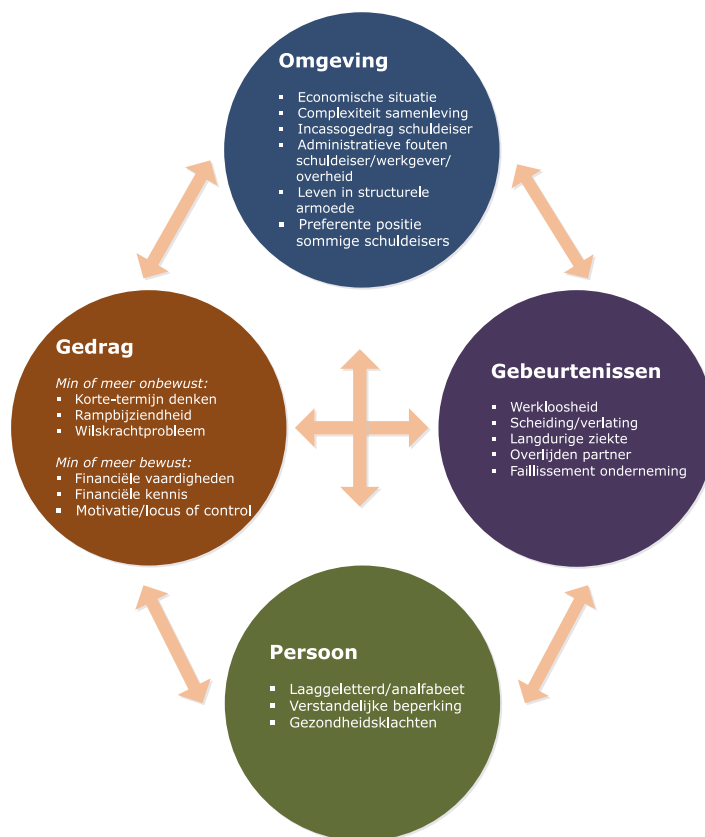 Omgeving
▪ Economische situatie
▪ Complexiteit samenleving
▪ Incassogedrag schuldeiser
▪ Administratieve fouten
schuldeiser/werkgever/
overheid
▪ Leven in structurele
armoede
▪ Preferente positie
sommige schuldeisers
Gedrag
Min of meer onbewust:
▪ Korte-termijn denken
▪ Rampbijziendheid
▪ Wilskrachtprobleem
Min of meer bewust:
▪ Financiële vaardigheden
▪ Financiële kennis
▪ Motivatie/locus of control
Gebeurtenissen
▪ Werkloosheid
▪ Scheiding/verlating
▪ Langdurige ziekte
▪ Overlijden partner
▪ Faillissement onderneming
Persoon
▪ Laaggeletterd/analfabeet
▪ Verstandelijke beperking
▪ Gezondheidsklachten